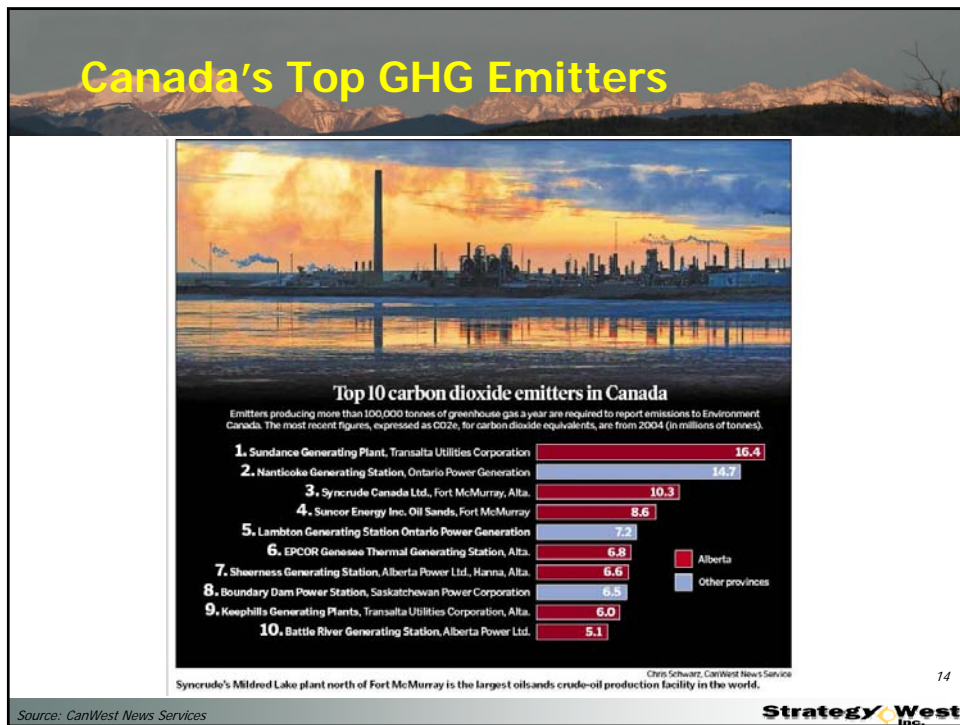 Canada's Top GHG Emitters
Top 10 carbon dioxide emitters in Canada
Emitters producing more than 100,000 tonnes of greenhouse gas a year are required to report emissions to Environment
Canada. The most recent figures, expressed as CO2e, for carbon dioxide equivalents, are from 2004 (in millions of tonnes).
1. Sundance Generating Plant, Transalta Utilities Corporation 16.4
2. Nanticoke Generating Station, Ontario Power Generation 14.7
3. Syncrude Canada Ltd., Fort McMurray, Alta. 10.3
4. Suncor Energy Inc. Oil Sands, Fort McMurray 8.6
5. Lambton Generating Station Ontario Power Generation 7.2
6. EPCOR Genesee Thermal Generating Station, Alta. 6.8
7. Sheerness Generating Station, Alberta Power Ltd., Hanna, Alta. 6.6
8. Boundary Dam Power Station, Saskatchewan Power Corporation 6.5
9. Keephills Generating Plants, Transalta Utilities Corporation, Alta. 6.0
10. Battle River Generating Station, Alberta Power Ltd. 5.1
Alberta
Other provinces
Chris Schwarz, CanWest News Service
Syncrude's Mildred Lake plant north of Fort McMurray is the largest oilsands crude-oil production facility in the world.
14
Source: CanWest News Services
Strategy West
Inc.